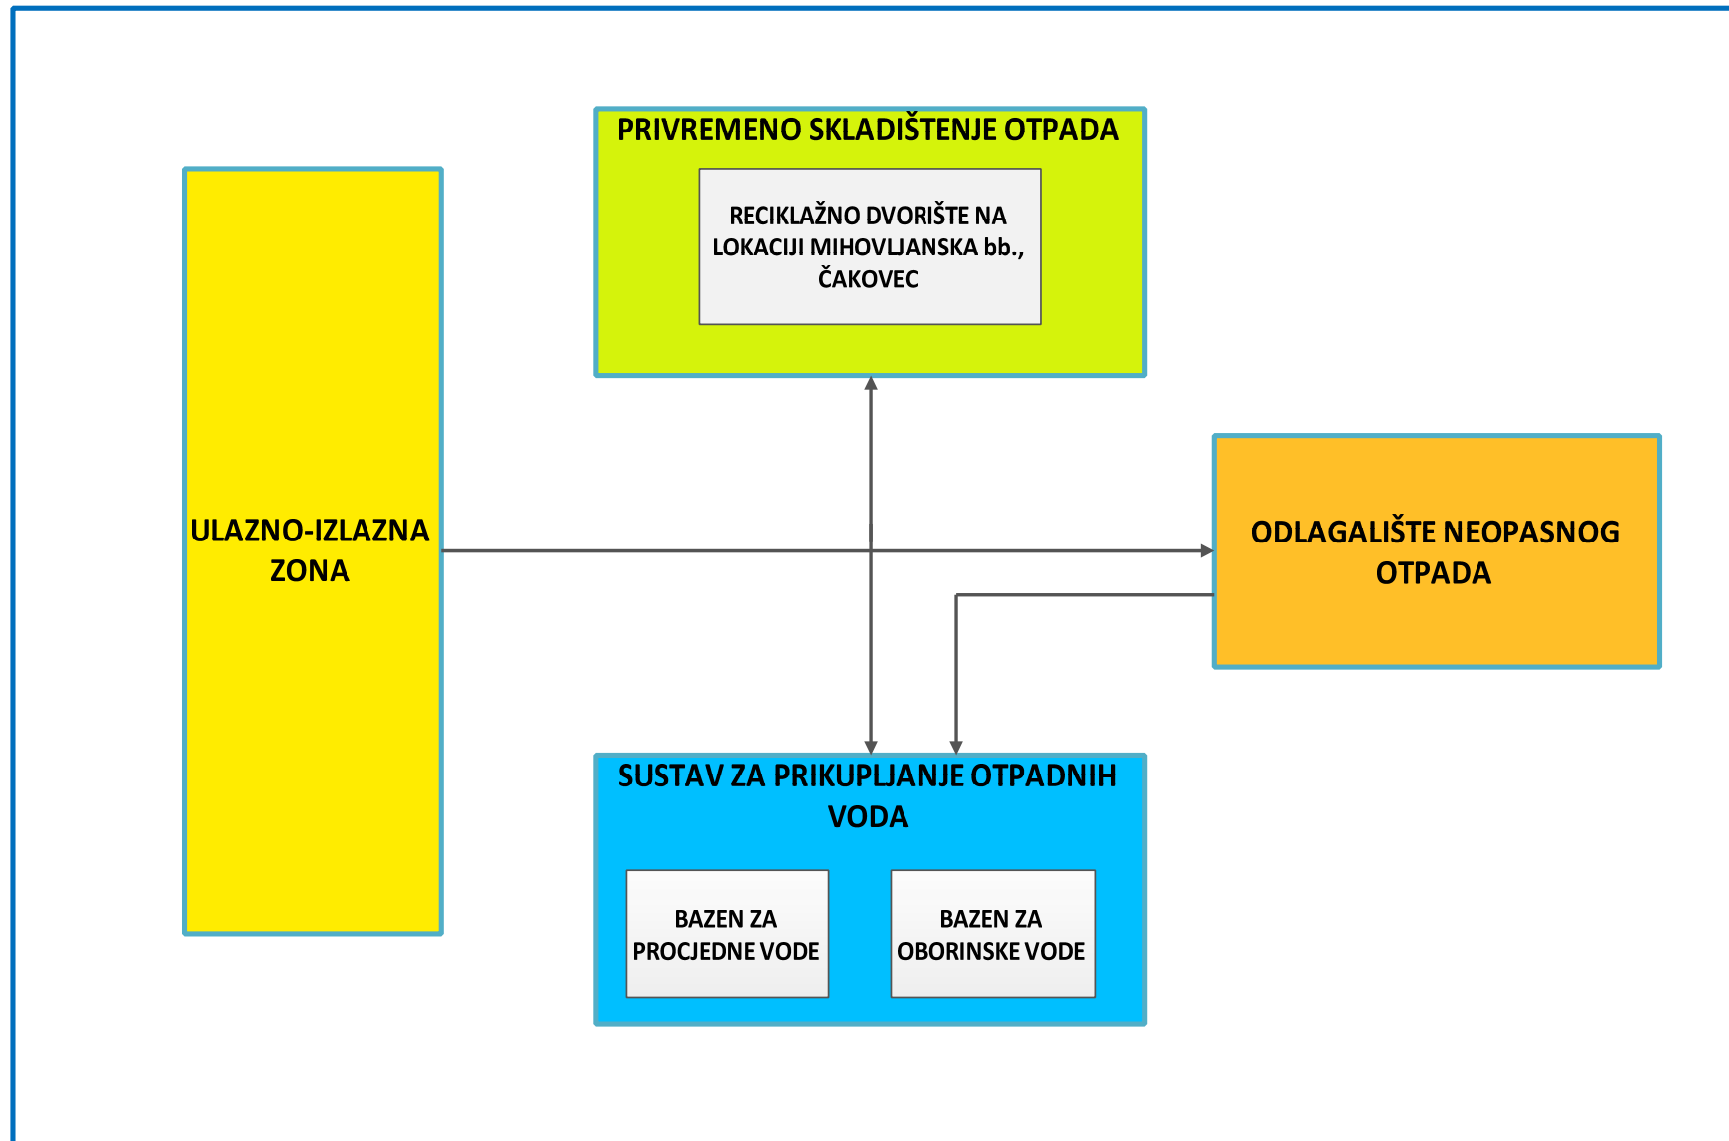 PRIVREMENO SKLADIŠTENJE OTPADA
RECIKLAŽNO DVORIŠTE NA
LOKACIJI MIHOVLJANSKA bb.,
ČAKOVEC
ULAZNO-IZLAZNA
ZONA
ODLAGALIŠTE NEOPASNOG
OTPADA
SUSTAV ZA PRIKUPLJANJE OTPADNIH
VODA
BAZEN ZA
PROCJEDNE VODE
BAZEN ZA
OBORINSKE VODE